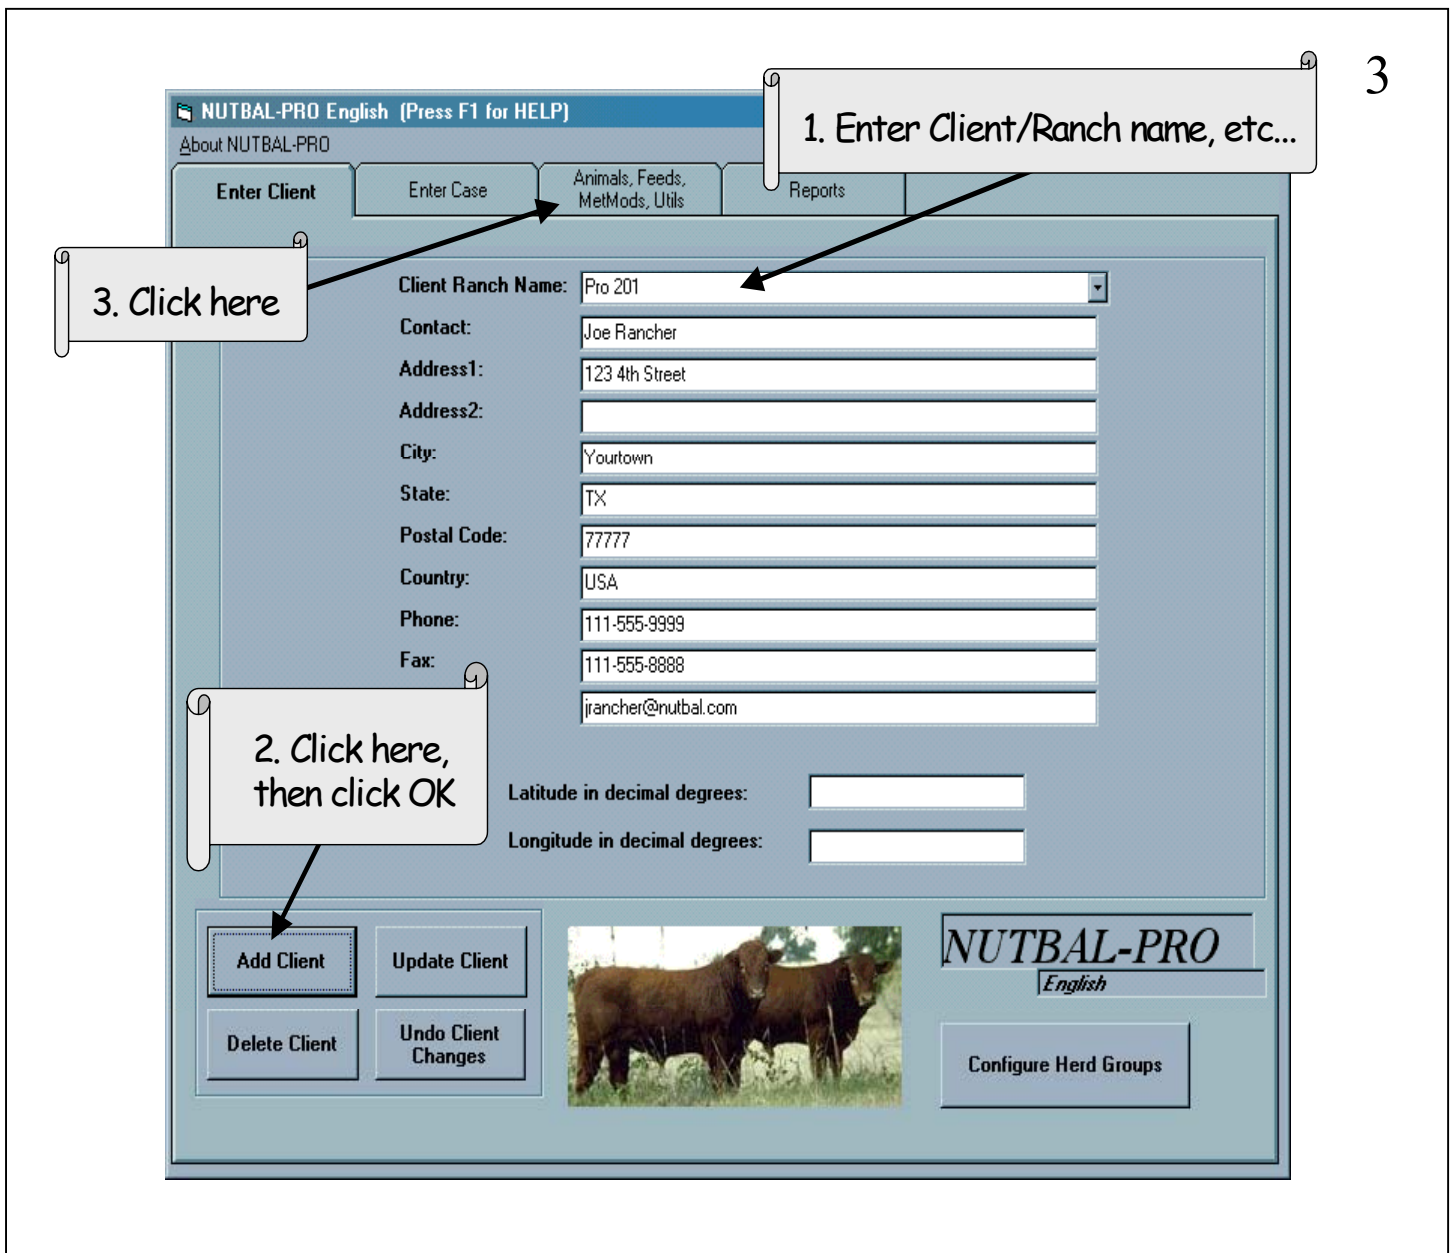 3
NUTBAL-PRO English (Press F1 for HELP)
1. Enter Client/Ranch name, etc...
About NUTBAL-PRO
Enter Client
Enter Case
Animals, Feeds,
MetMods, Utils
Reports
3. Click here
Client Ranch Name: Pro 201
Contact: Joe Rancher
Address1: 123 4th Street
Address2:
City: Yourtown
State: TX
Postal Code: 77777
Country: USA
Phone: 111-555-9999
Fax: 111-555-8888
jrancher@nutbal.com
2. Click here,
then click OK
Latitude in decimal degrees:
Longitude in decimal degrees:
Add Client
Update Client
Delete Client
Undo Client
Changes
NUTBAL-PRO
English
Configure Herd Groups